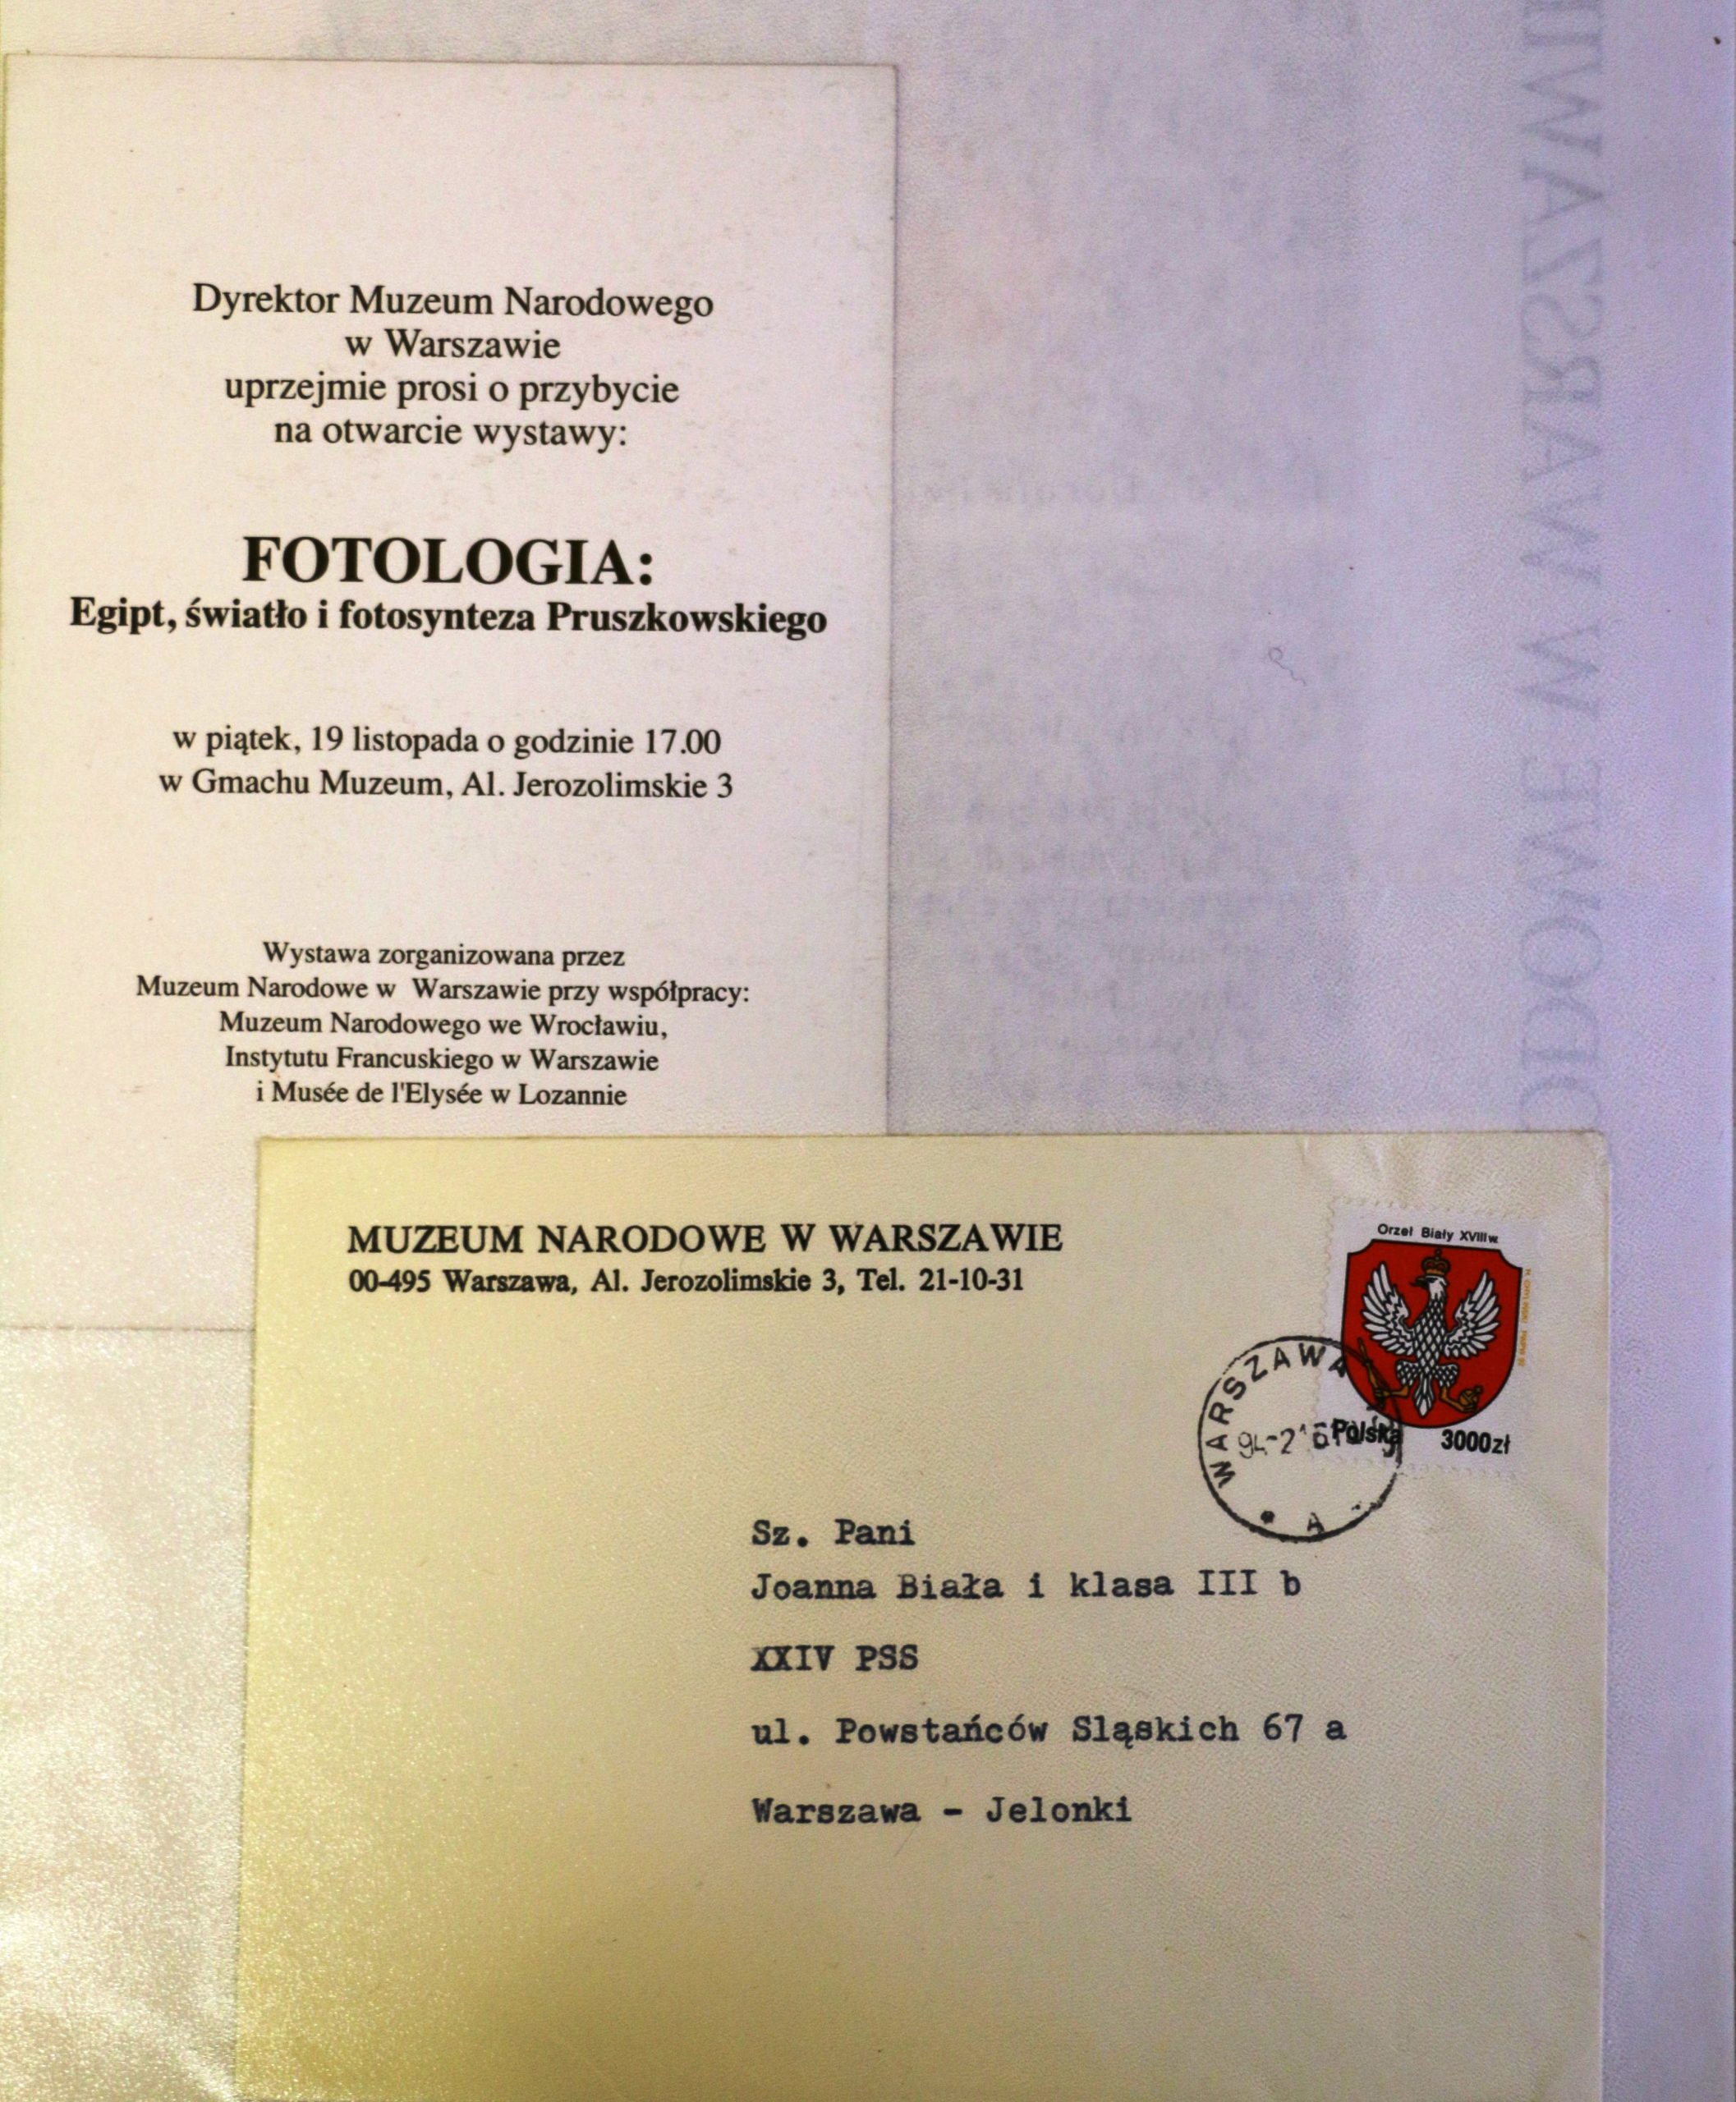 Dyrektor Muzeum Narodowego
w Warszawie
uprzejmie prosi o przybycie
na otwarcie wystawy:
FOTOLOGIA:
Egipt, światło i fotosynteza Pruszkowskiego
w piątek, 19 listopada o godzinie 17.00
w Gmachu Muzeum, Al. Jerozolimskie 3
Wystawa zorganizowana przez
Muzeum Narodowe w Warszawie przy współpracy:
Muzeum Narodowego we Wrocławiu,
Instytutu Francuskiego w Warszawie
i Musée de l'Elysée w Lozannie
MUZEUM NARODOWE W WARSZAWIE
00-495 Warszawa, Al. Jerozolimskie 3, Tel. 21-10-31
Orzeł Biały XVIII w
Polska 3000 zł
WARSZAWA
A
Sz. Pani
Joanna Biała i klasa III b
XXIV PSS
ul. Powstańców Sląskich 67 a
Warszawa - Jelonki